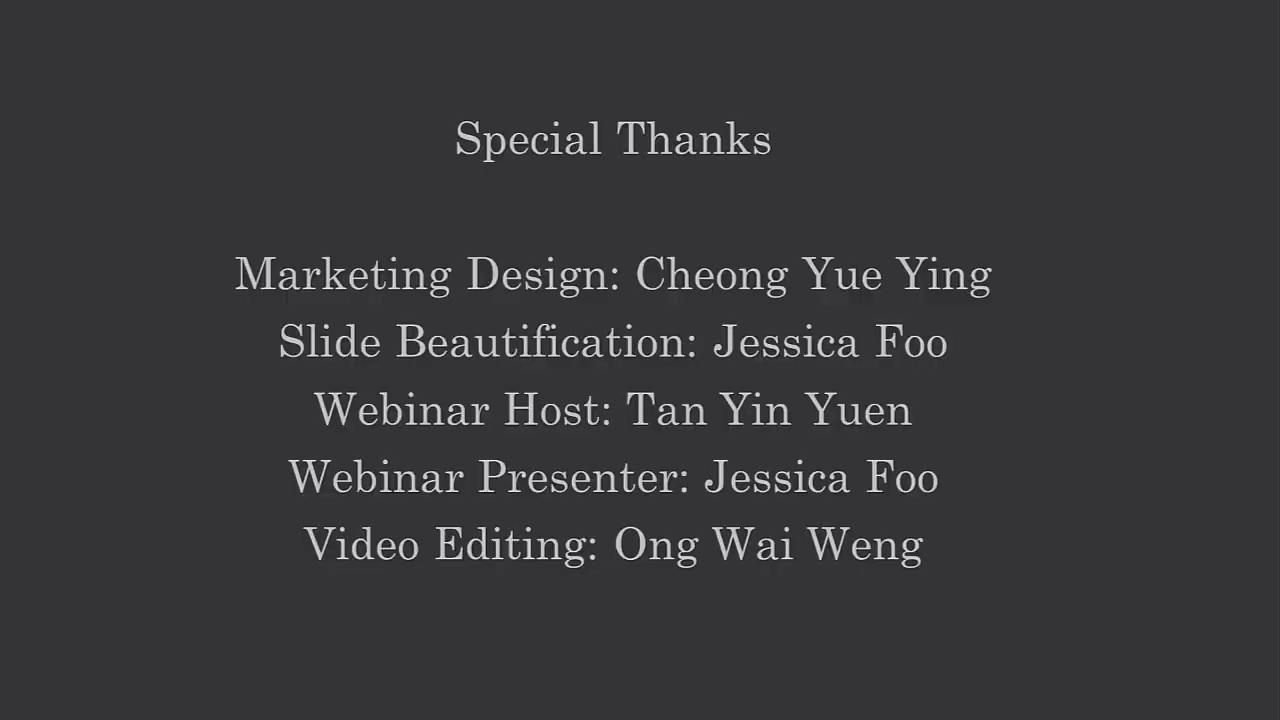 Special Thanks
Marketing Design: Cheong Yue Ying
Slide Beautification: Jessica Foo
Webinar Host: Tan Yin Yuen
Webinar Presenter: Jessica Foo
Video Editing: Ong Wai Weng